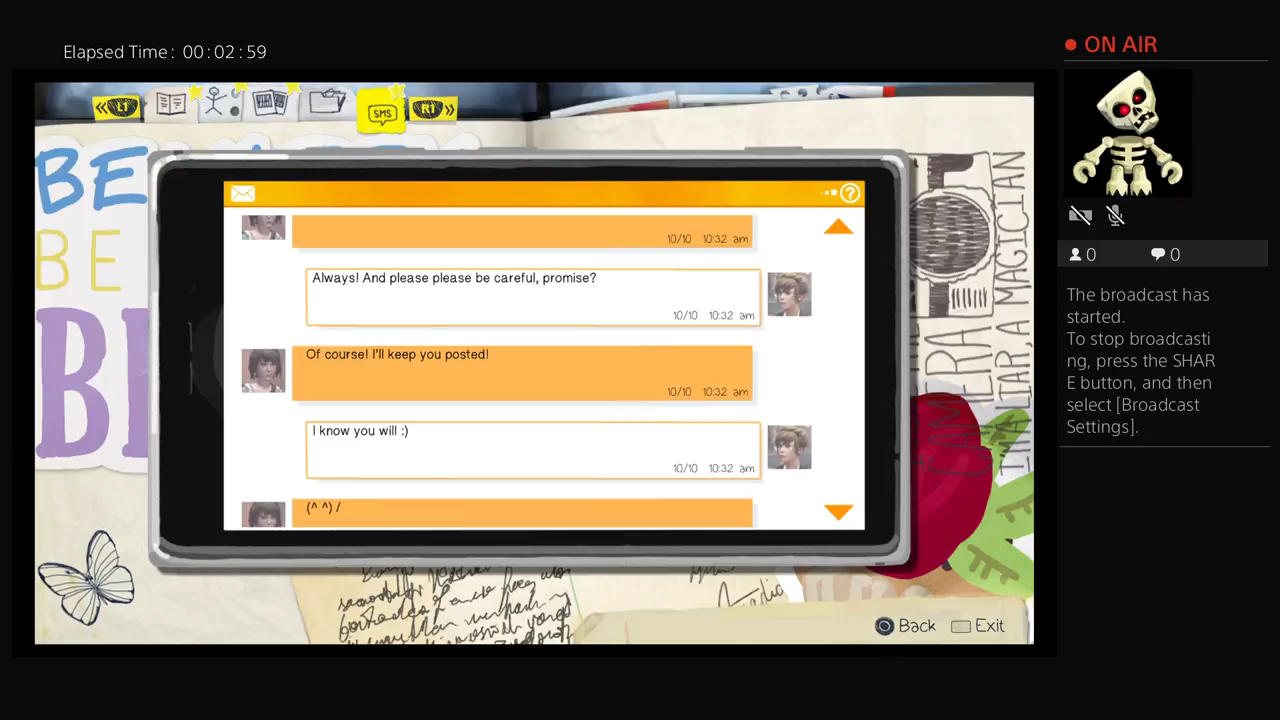 Elapsed Time: 00:02:59
ON AIR
SMS
R1
BE
BE
B
10/10 10:32 am
Always! And please please be careful, promise?
10/10 10:32 am
Of course! I'll keep you posted!
10/10 10:32 am
I know you will :)
10/10 10:32 am
(^ ^) /
A MAGICIAN
Back
Exit
0
0
The broadcast has
started.
To stop broadcasti
ng, press the SHAR
E button, and then
select [Broadcast
Settings].